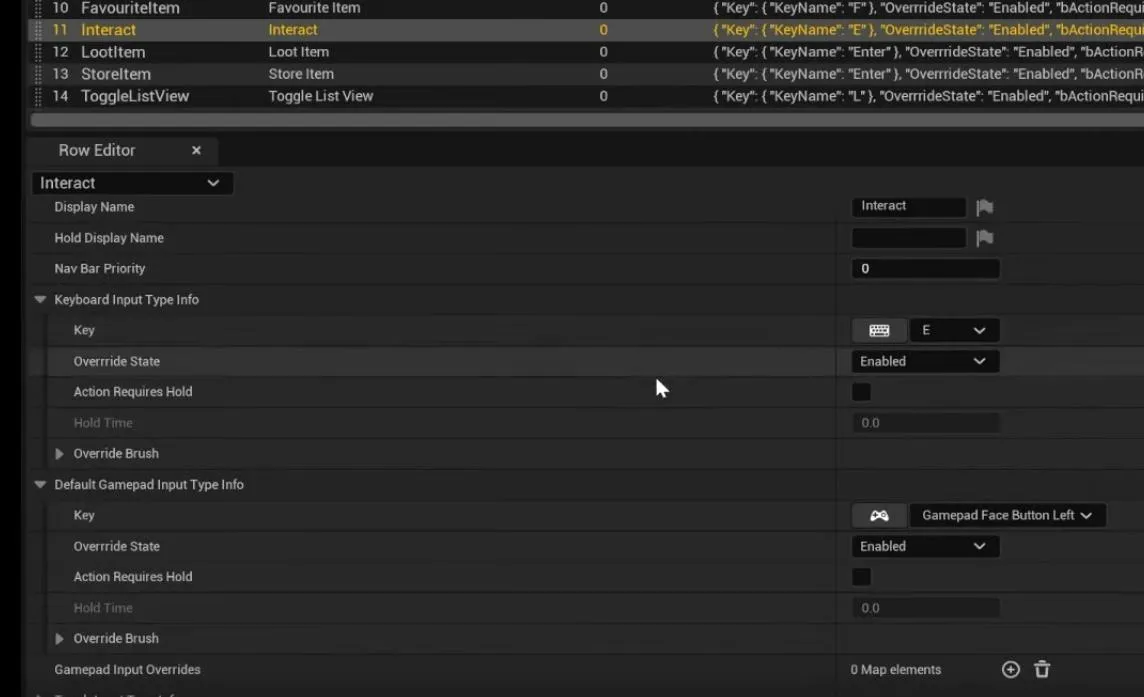 10 FavouriteItem Favourite Item 0 { "Key": { "KeyName": "F" }, "OverrrideState": "Enabled", "bActionRequi
11 Interact Interact 0 { "Key": { "KeyName": "E" }, "OverrrideState": "Enabled", "bActionRequi
12 LootItem Loot Item 0 { "Key": { "KeyName": "Enter" }, "OverrrideState": "Enabled", "bActionR
13 StoreItem Store Item 0 { "Key": { "KeyName": "Enter" }, "OverrrideState": "Enabled", "bActionR
14 ToggleListView Toggle List View 0 { "Key": { "KeyName": "L" }, "OverrrideState": "Enabled", "bActionRequi
Row Editor
Interact
Display Name Interact
Hold Display Name
Nav Bar Priority 0
Keyboard Input Type Info
Key E
Overrride State Enabled
Action Requires Hold
Hold Time 0.0
Override Brush
Default Gamepad Input Type Info
Key Gamepad Face Button Left
Overrride State Enabled
Action Requires Hold
Hold Time 0.0
Override Brush
Gamepad Input Overrides 0 Map elements